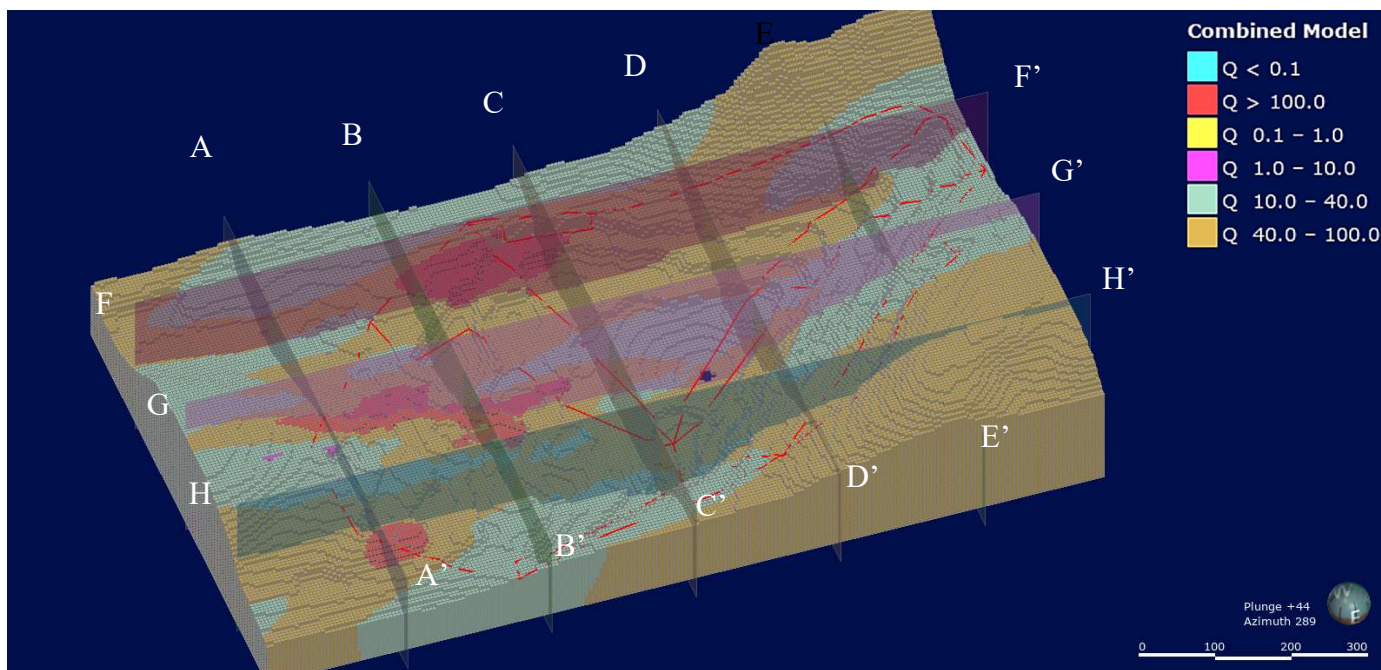 E
D
F’
C
Combined Model
Q < 0.1
Q > 100.0
Q 0.1 – 1.0
Q 1.0 – 10.0
Q 10.0 – 40.0
Q 40.0 – 100.0
B
A
G’
H’
F
G
H
E’
D’
C’
B’
A’
Plunge +44
Azimuth 289
0 100 200 300